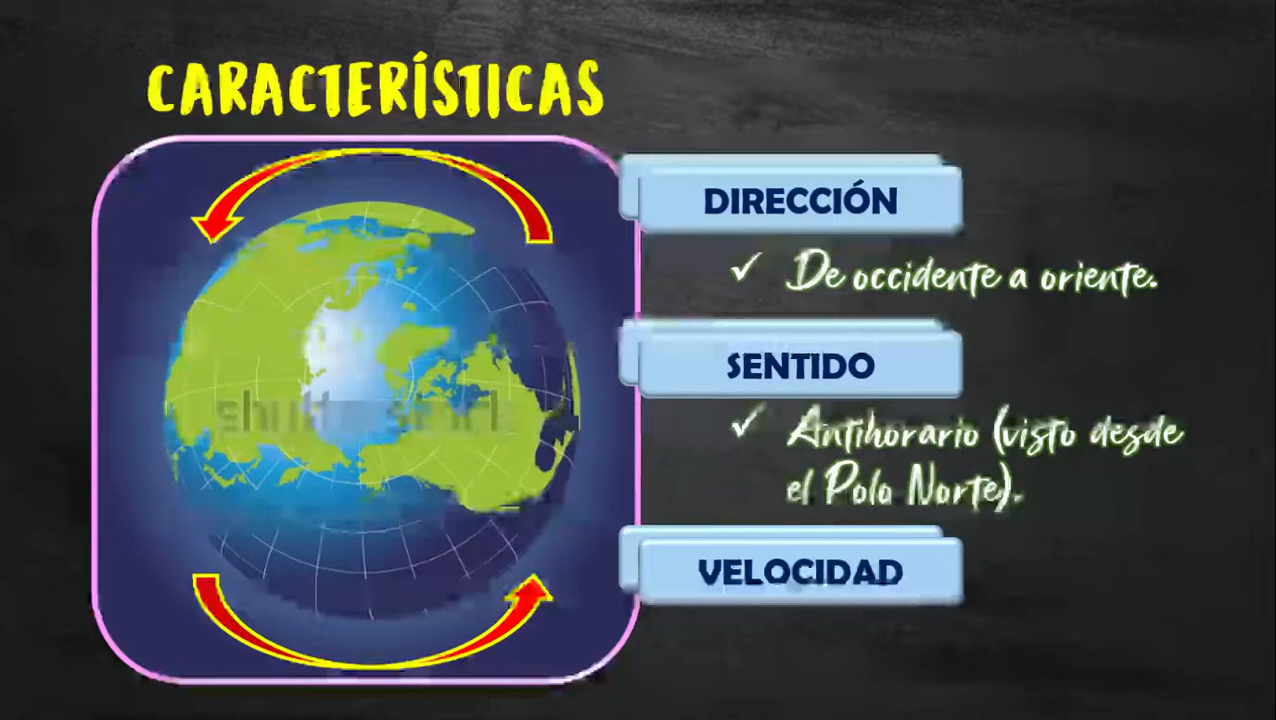 CARACTERÍSTICAS
DIRECCIÓN
✓ De occidente a oriente.
SENTIDO
✓ Antihorario (visto desde
el Polo Norte).
VELOCIDAD